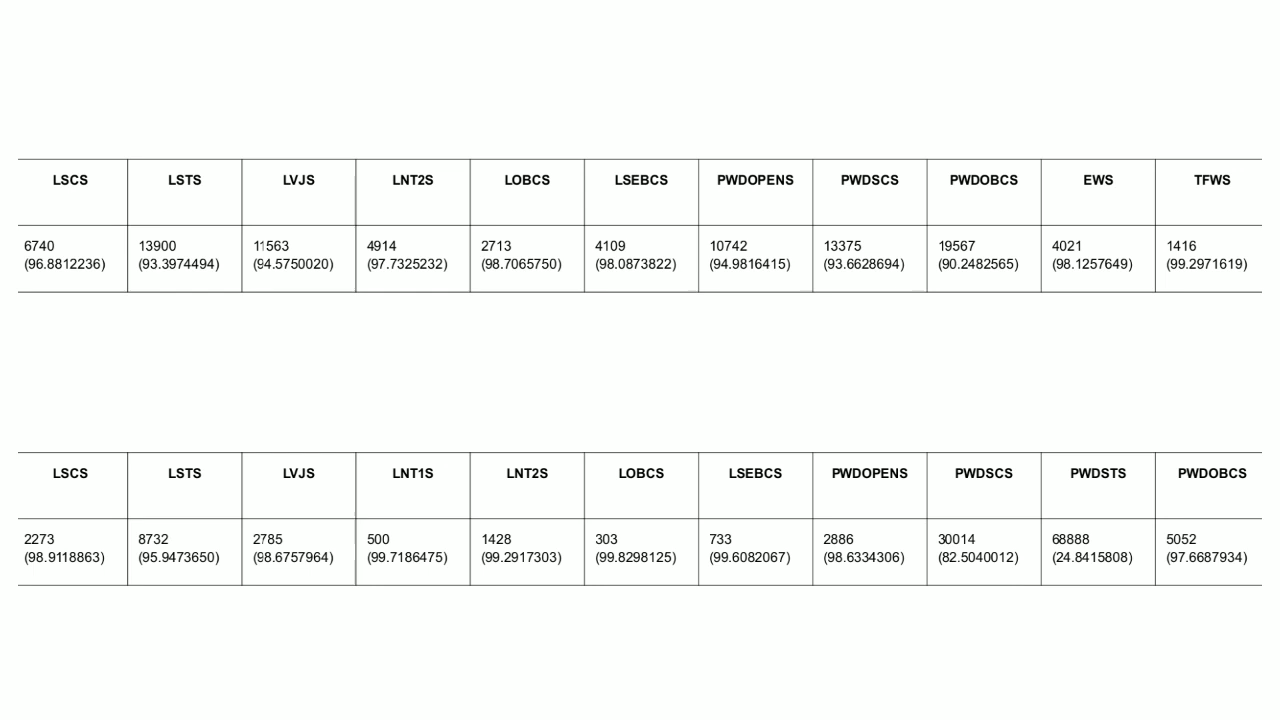 LSCS LSTS LVJS LNT2S LOBCS LSEBCS PWDOPENS PWDSCS PWDOBCS EWS TFWS
6740 13900 11563 4914 2713 4109 10742 13375 19567 4021 1416
(96.8812236) (93.3974494) (94.5750020) (97.7325232) (98.7065750) (98.0873822) (94.9816415) (93.6628694) (90.2482565) (98.1257649) (99.2971619)
LSCS LSTS LVJS LNT1S LNT2S LOBCS LSEBCS PWDOPENS PWDSCS PWDSTS PWDOBCS
2273 8732 2785 500 1428 303 733 2886 30014 68888 5052
(98.9118863) (95.9473650) (98.6757964) (99.7186475) (99.2917303) (99.8298125) (99.6082067) (98.6334306) (82.5040012) (24.8415808) (97.6687934)